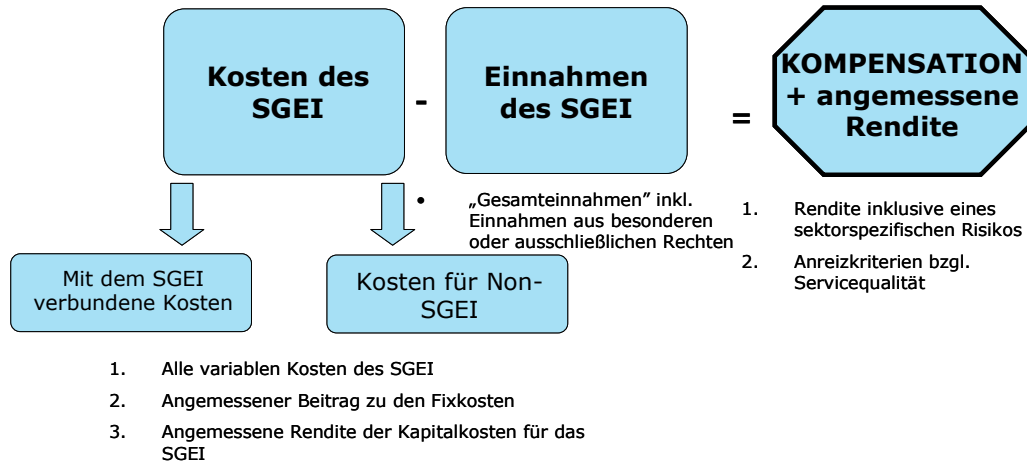 Kosten des
SGEI
-
Einnahmen
des SGEI
=
KOMPENSATION
+ angemessene
Rendite
• „Gesamteinnahmen” inkl.
Einnahmen aus besonderen
oder ausschließlichen Rechten
1. Rendite inklusive eines
sektorspezifischen Risikos
2. Anreizkriterien bzgl.
Servicequalität
Mit dem SGEI
verbundene Kosten
Kosten für Non-
SGEI
1. Alle variablen Kosten des SGEI
2. Angemessener Beitrag zu den Fixkosten
3. Angemessene Rendite der Kapitalkosten für das
SGEI